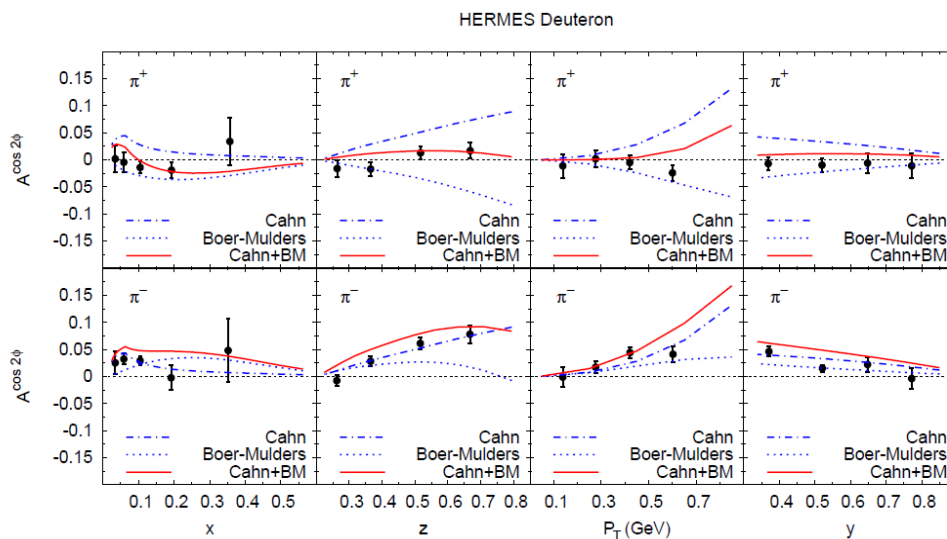 HERMES Deuteron
A^{cos 2ϕ}
0.15
0.1
0.05
0
-0.05
-0.1
-0.15
π⁺
Cahn
Boer-Mulders
Cahn+BM
π⁺
Cahn
Boer-Mulders
Cahn+BM
π⁺
Cahn
Boer-Mulders
Cahn+BM
π⁺
Cahn
Boer-Mulders
Cahn+BM
A^{cos 2ϕ}
0.15
0.1
0.05
0
-0.05
-0.1
-0.15
π⁻
Cahn
Boer-Mulders
Cahn+BM
π⁻
Cahn
Boer-Mulders
Cahn+BM
π⁻
Cahn
Boer-Mulders
Cahn+BM
π⁻
Cahn
Boer-Mulders
Cahn+BM
0.1 0.2 0.3 0.4 0.5
0.3 0.4 0.5 0.6 0.7 0.8
0.1 0.3 0.5 0.7
0.4 0.5 0.6 0.7 0.8
x
z
P_T (GeV)
y